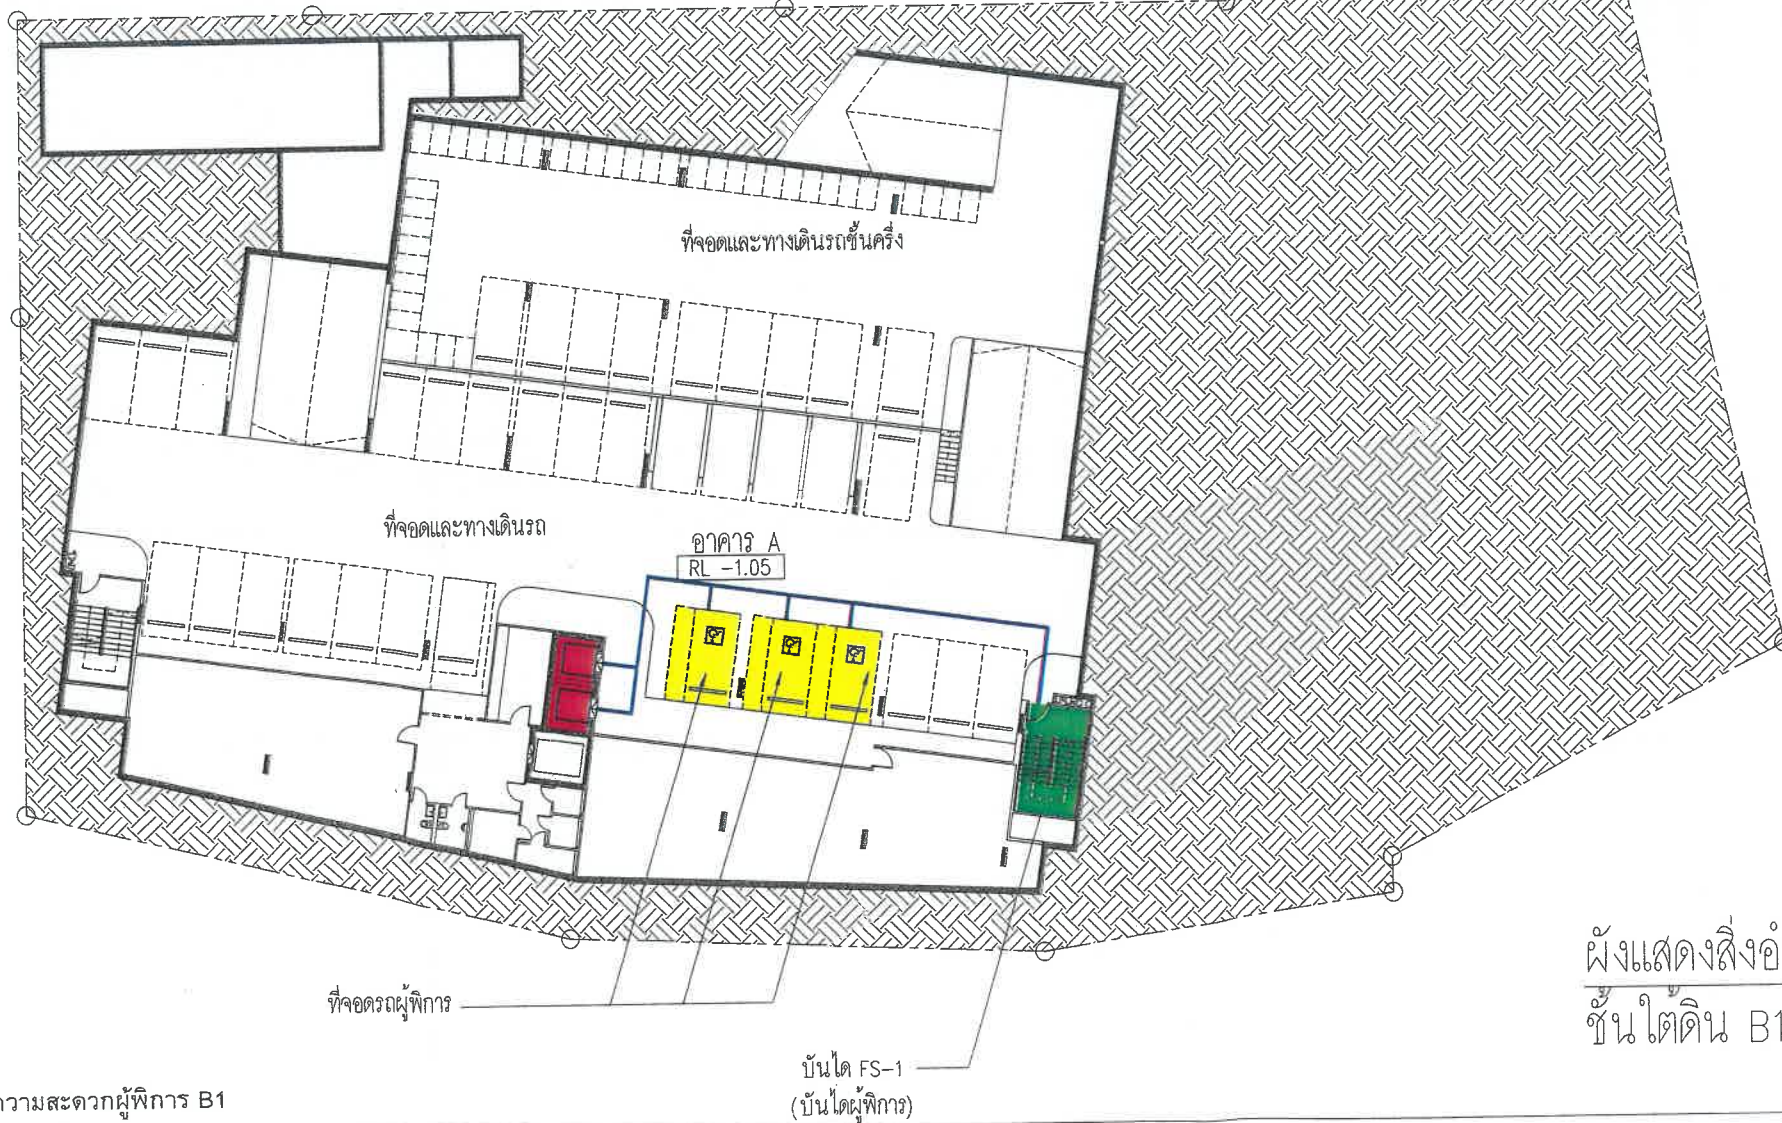 ที่จอดและทางเดินรถชั้นครึ่ง
ที่จอดและทางเดินรถ
อาคาร A
RL -1.05
ที่จอดรถผู้พิการ
บันได FS-1
(บันไดผู้พิการ)
ผังแสดงสิ่งอำ
ชั้นใต้ดิน B1
ความสะดวกผู้พิการ B1